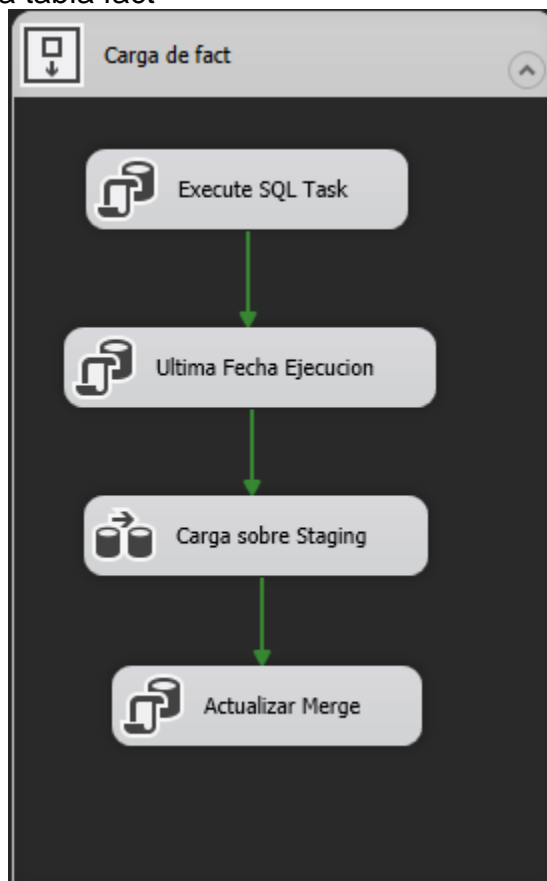 a tabla fact
Carga de fact
Execute SQL Task
Ultima Fecha Ejecucion
Carga sobre Staging
Actualizar Merge